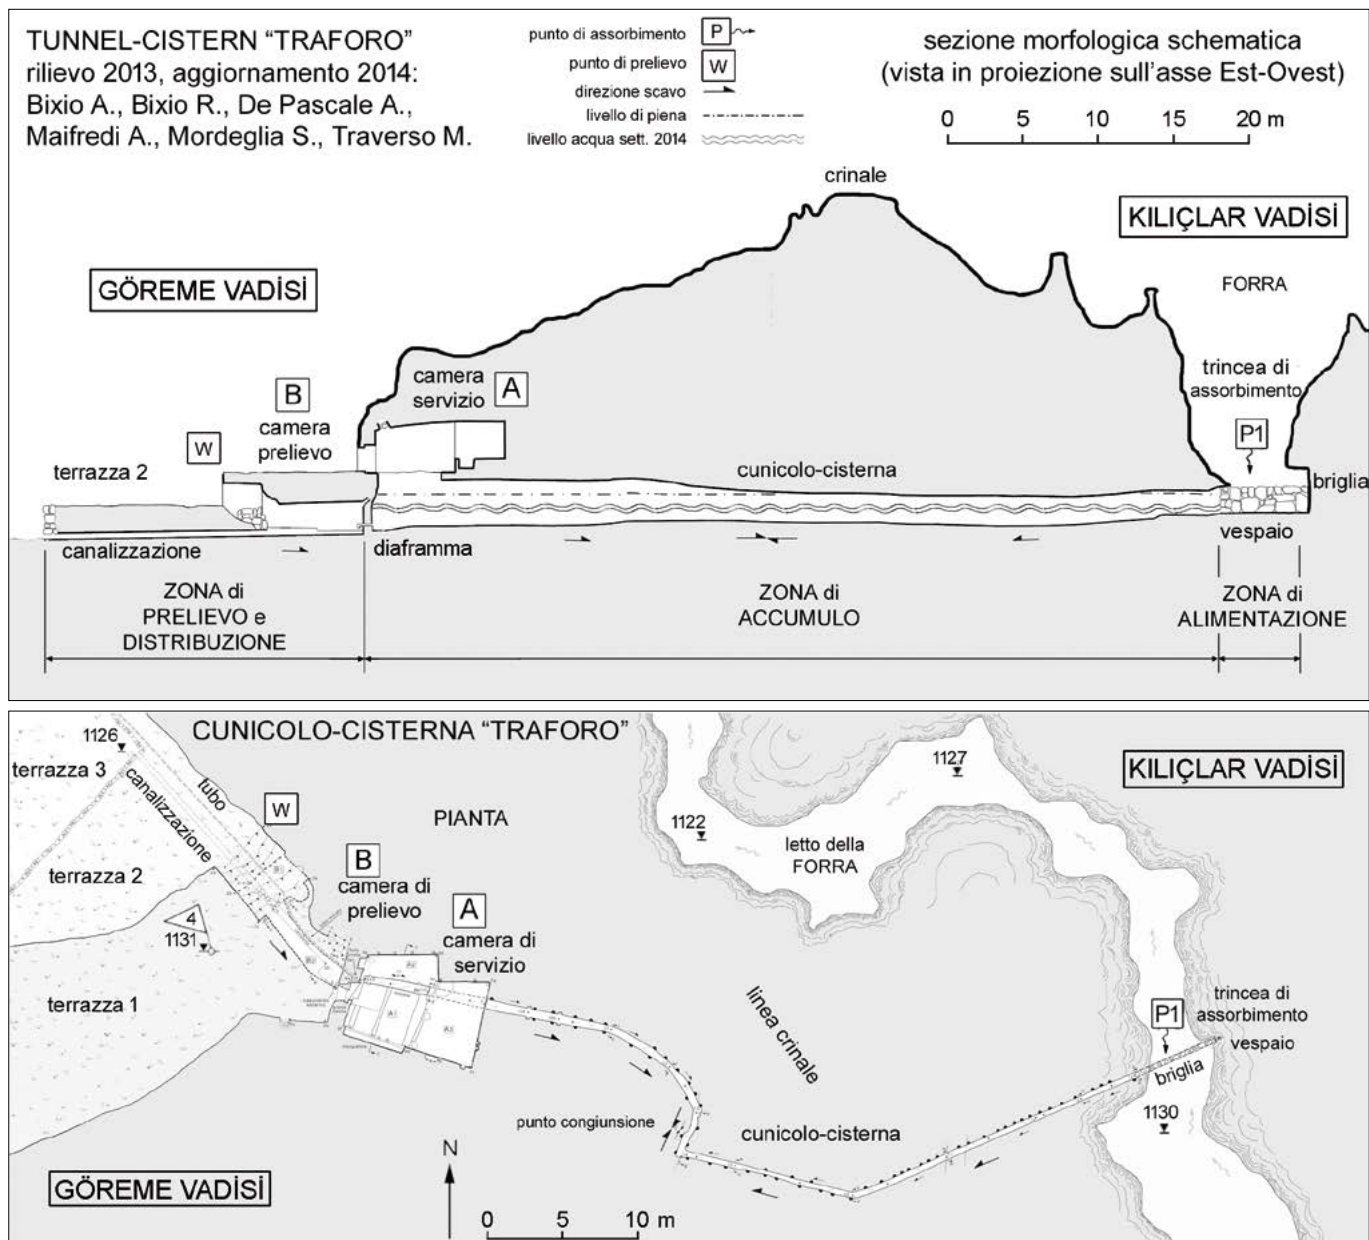 TUNNEL-CISTERN “TRAFORO”
rilievo 2013, aggiornamento 2014:
Bixio A., Bixio R., De Pascale A.,
Maifredi A., Mordeglia S., Traverso M.
punto di assorbimento P
punto di prelievo W
direzione scavo
livello di piena
livello acqua sett. 2014
sezione morfologica schematica
(vista in proiezione sull'asse Est-Ovest)
0 5 10 15 20 m
crinale
KILIÇLAR VADİSİ
GÖREME VADİSİ
FORRA
trincea di
assorbimento
P1
camera
servizio
A
B
camera
prelievo
W
terrazza 2
cunicolo-cisterna
briglia
canalizzazione
diaframma
vespaio
ZONA di
PRELIEVO e
DISTRIBUZIONE
ZONA di
ACCUMULO
ZONA di
ALIMENTAZIONE
CUNICOLO-CISTERNA “TRAFORO”
1126
terrazza 3
canalizzazione
tubo
W
PIANTA
1127
KILIÇLAR VADİSİ
1122
letto della
FORRA
B
camera di
prelievo
terrazza 2
A
camera di
servizio
4
1131
terrazza 1
A1
A2
A3
linea crinale
trincea di
assorbimento
P1
vespaio
briglia
1130
punto congiunsione
cunicolo-cisterna
N
GÖREME VADİSİ
0 5 10 m